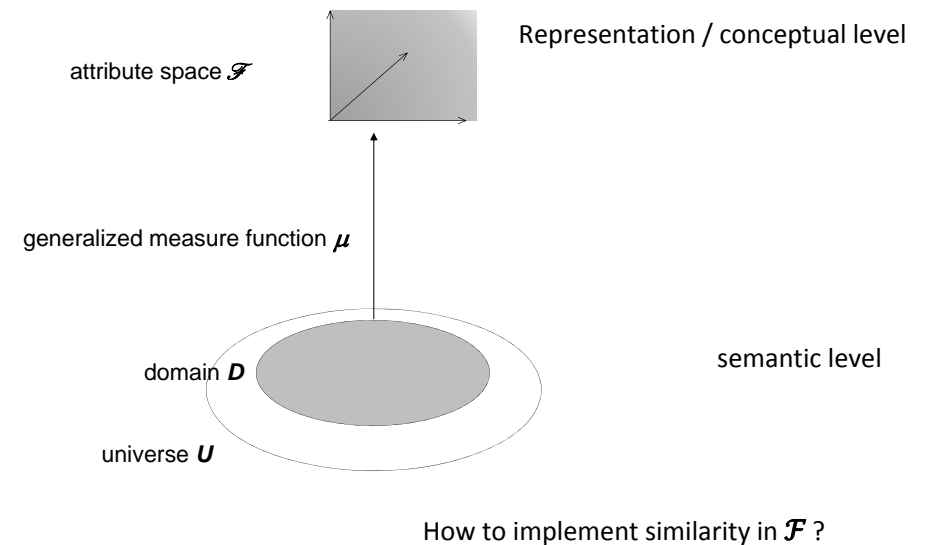 Representation / conceptual level
attribute space ℱ
generalized measure function μ
semantic level
domain D
universe U
How to implement similarity in ℱ ?